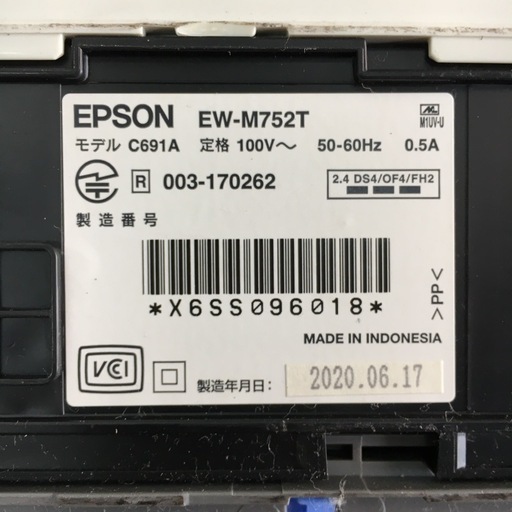 EPSON EW-M752T
M1UV-U
モデル C691A 定格 100V～ 50-60Hz 0.5A
R 003-170262
2.4 DS4/OF4/FH2
製造番号
*X6SS096018*
>PP<
MADE IN INDONESIA
VCCI
製造年月日: 2020.06.17